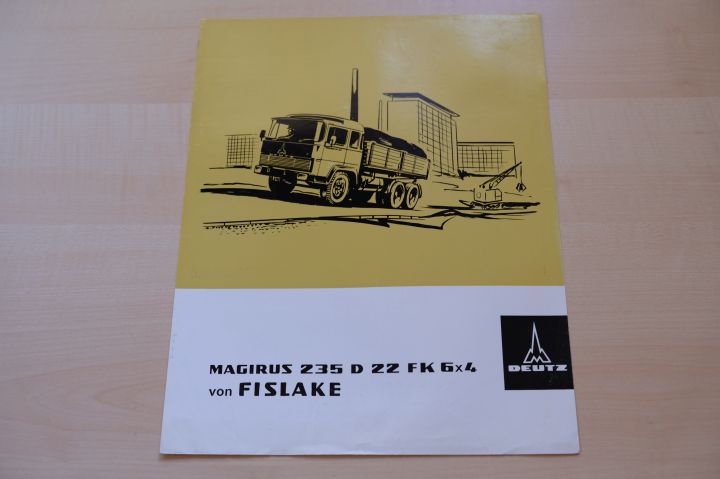 MAGIRUS 235 D 22 FK 6x4
von FISLAKE
DEUTZ